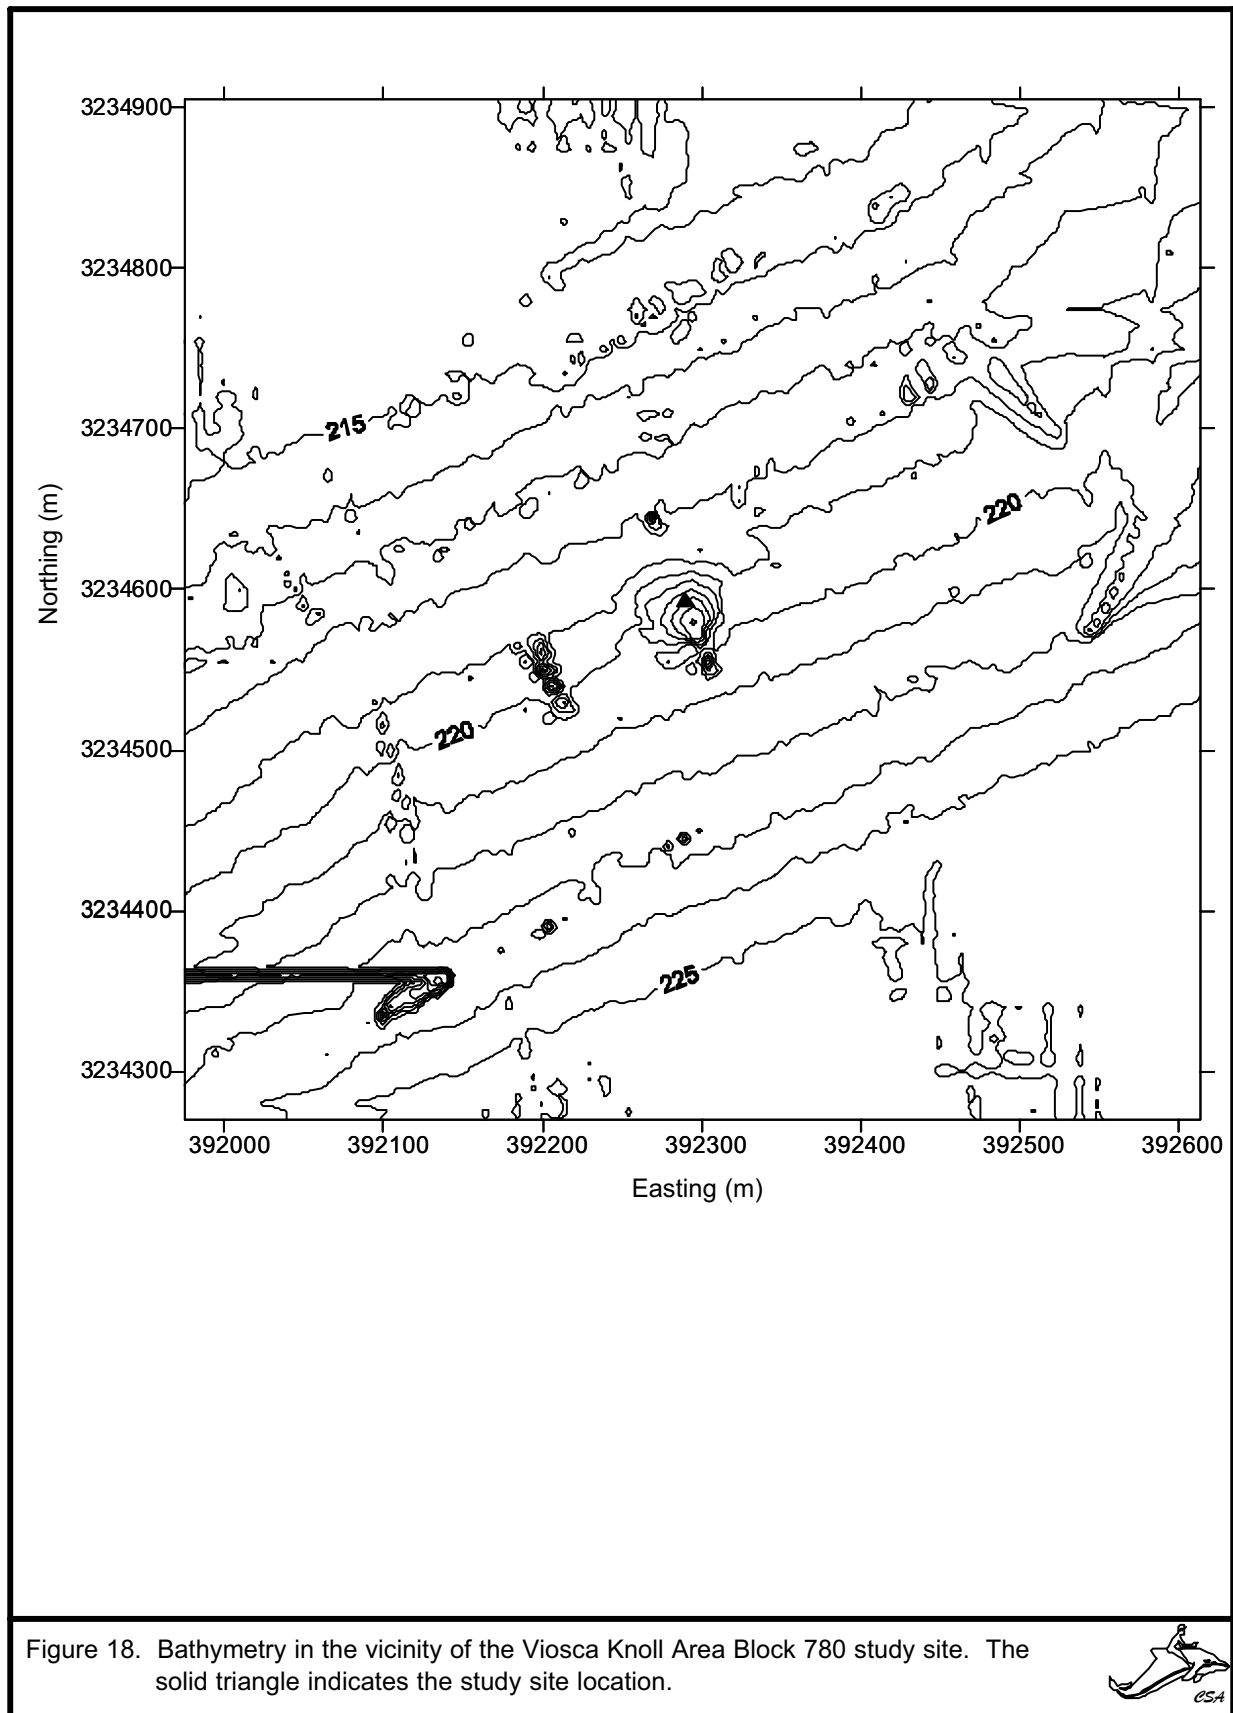 3234900
3234800
3234700
3234600
3234500
3234400
3234300
Northing (m)
215
220
220
225
392000 392100 392200 392300 392400 392500 392600
Easting (m)
Figure 18. Bathymetry in the vicinity of the Viosca Knoll Area Block 780 study site. The
solid triangle indicates the study site location.
CSA